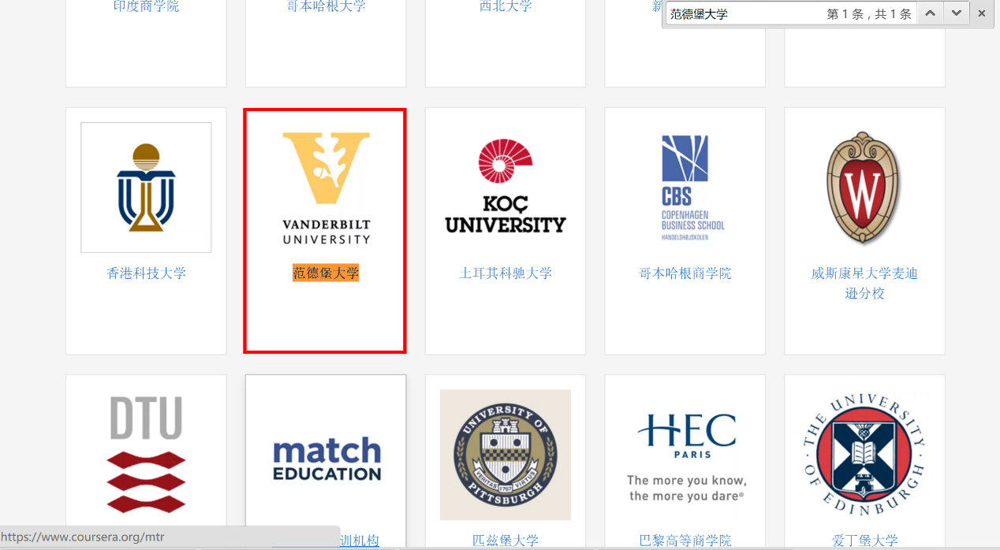 印度商学院
哥本哈根大学
西北大学
新
范德堡大学
第 1 条，共 1 条
VANDERBILT
UNIVERSITY
KOÇ
UNIVERSITY
CBS
COPENHAGEN
BUSINESS SCHOOL
HANDELSHØJSKOLEN
W
香港科技大学
范德堡大学
土耳其科驰大学
哥本哈根商学院
威斯康星大学麦迪
逊分校
DTU
match
EDUCATION
UNIVERSITY OF
VERITAS 1787 VIRTUS
PITTSBURGH
HEC
PARIS
The more you know,
the more you dare®
THE UNIVERSITY
OF EDINBURGH
https://www.coursera.org/mtr
训机构
匹兹堡大学
巴黎高等商学院
爱丁堡大学